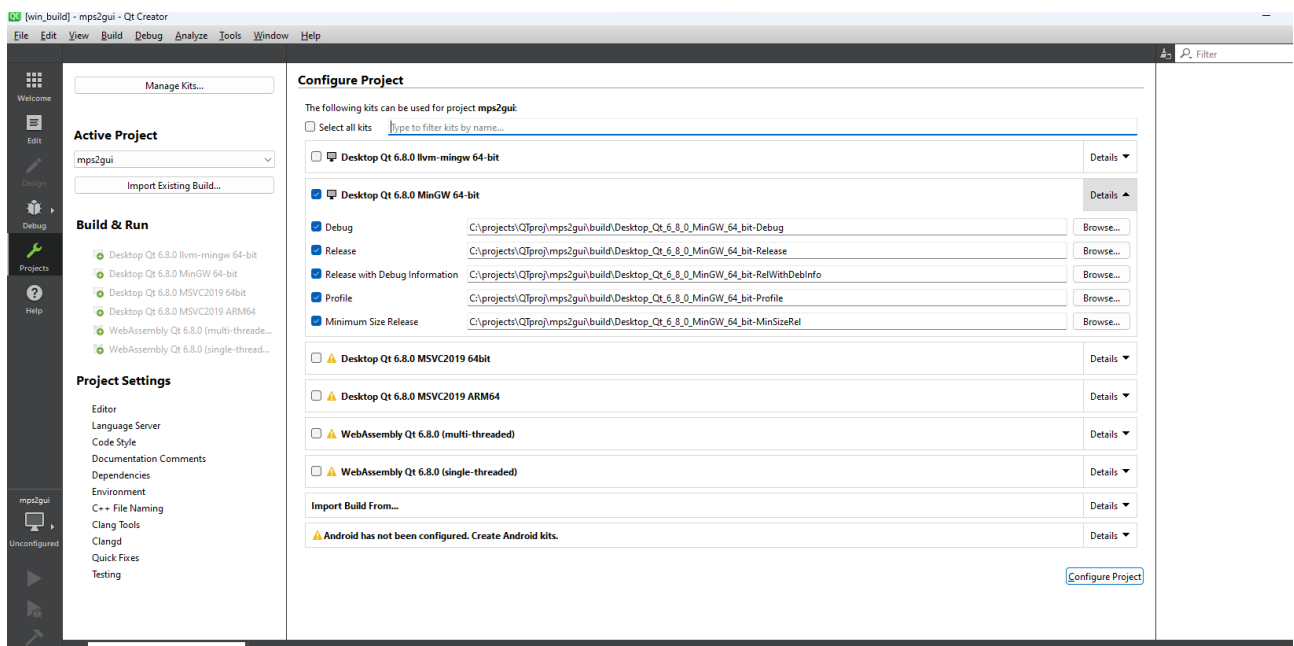 QC [win_build] - mps2gui - Qt Creator
File Edit View Build Debug Analyze Tools Window Help
Filter
Welcome
Edit
Design
Debug
Projects
Help
mps2gui
Unconfigured
Manage Kits...
Active Project
mps2gui
Import Existing Build...
Build & Run
Desktop Qt 6.8.0 llvm-mingw 64-bit
Desktop Qt 6.8.0 MinGW 64-bit
Desktop Qt 6.8.0 MSVC2019 64bit
Desktop Qt 6.8.0 MSVC2019 ARM64
WebAssembly Qt 6.8.0 (multi-threade...
WebAssembly Qt 6.8.0 (single-thread...
Project Settings
Editor
Language Server
Code Style
Documentation Comments
Dependencies
Environment
C++ File Naming
Clang Tools
Clangd
Quick Fixes
Testing
Configure Project
The following kits can be used for project mps2gui:
Select all kits Type to filter kits by name...
Desktop Qt 6.8.0 llvm-mingw 64-bit Details
Desktop Qt 6.8.0 MinGW 64-bit Details
Debug C:\projects\QTproj\mps2gui\build\Desktop_Qt_6_8_0_MinGW_64_bit-Debug Browse...
Release C:\projects\QTproj\mps2gui\build\Desktop_Qt_6_8_0_MinGW_64_bit-Release Browse...
Release with Debug Information C:\projects\QTproj\mps2gui\build\Desktop_Qt_6_8_0_MinGW_64_bit-RelWithDebInfo Browse...
Profile C:\projects\QTproj\mps2gui\build\Desktop_Qt_6_8_0_MinGW_64_bit-Profile Browse...
Minimum Size Release C:\projects\QTproj\mps2gui\build\Desktop_Qt_6_8_0_MinGW_64_bit-MinSizeRel Browse...
Desktop Qt 6.8.0 MSVC2019 64bit Details
Desktop Qt 6.8.0 MSVC2019 ARM64 Details
WebAssembly Qt 6.8.0 (multi-threaded) Details
WebAssembly Qt 6.8.0 (single-threaded) Details
Import Build From... Details
Android has not been configured. Create Android kits. Details
Configure Project